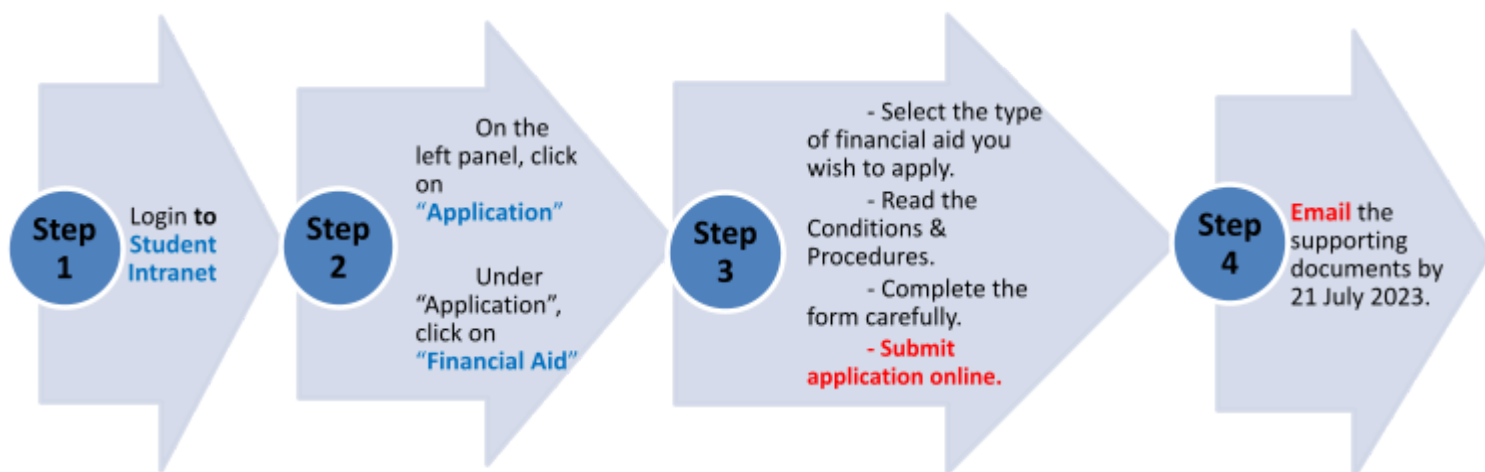 Step
1
Login to
Student
Intranet
Step
2
On the
left panel, click
on
“Application”
Under
“Application”,
click on
“Financial Aid”
Step
3
- Select the type
of financial aid you
wish to apply.
- Read the
Conditions &
Procedures.
- Complete the
form carefully.
- Submit
application online.
Step
4
Email the
supporting
documents by
21 July 2023.